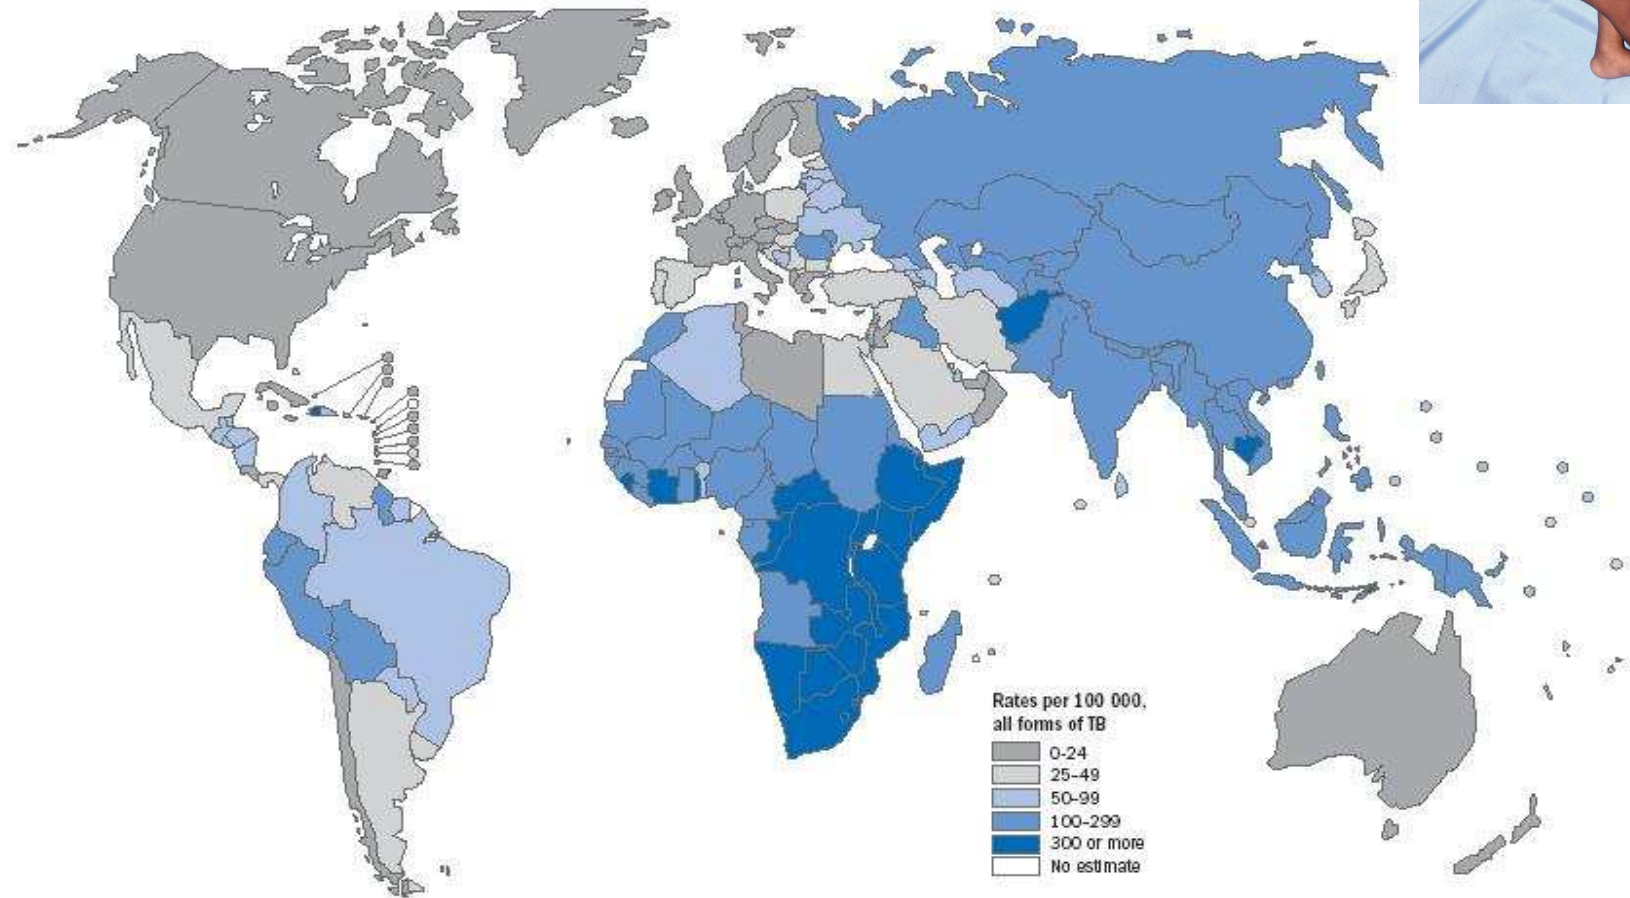 Rates per 100 000,
all forms of TB
0-24
25-49
50-99
100-299
300 or more
No estimate